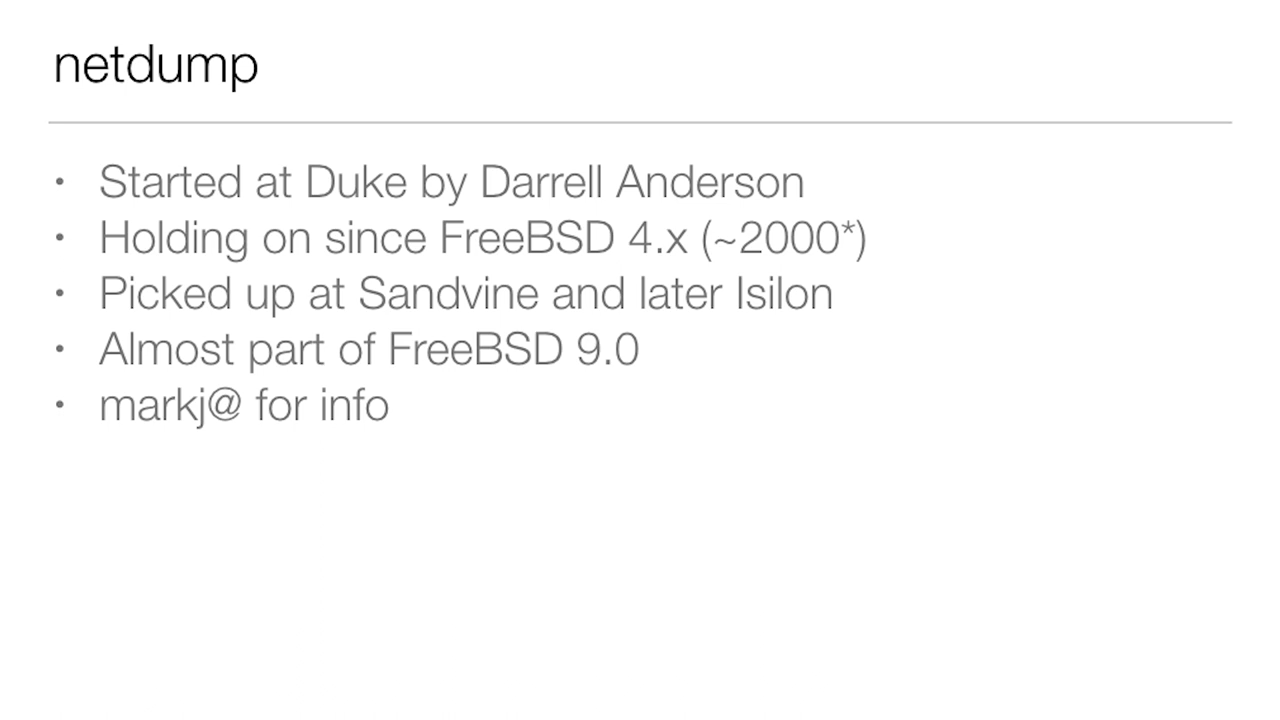 netdump
• Started at Duke by Darrell Anderson
• Holding on since FreeBSD 4.x (~2000*)
• Picked up at Sandvine and later Isilon
• Almost part of FreeBSD 9.0
• markj@ for info